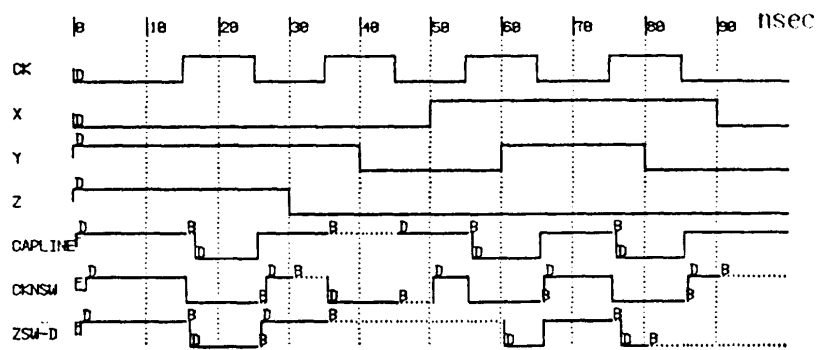 0 10 20 30 40 50 60 70 80 90 nsec
CK D
X D
D
Y
D
Z
D B B D B D B D
CAPLINE D D D
D D B D D B D B
CKNSW E B D B B B
D B D B B
ZSW-D D B D D B